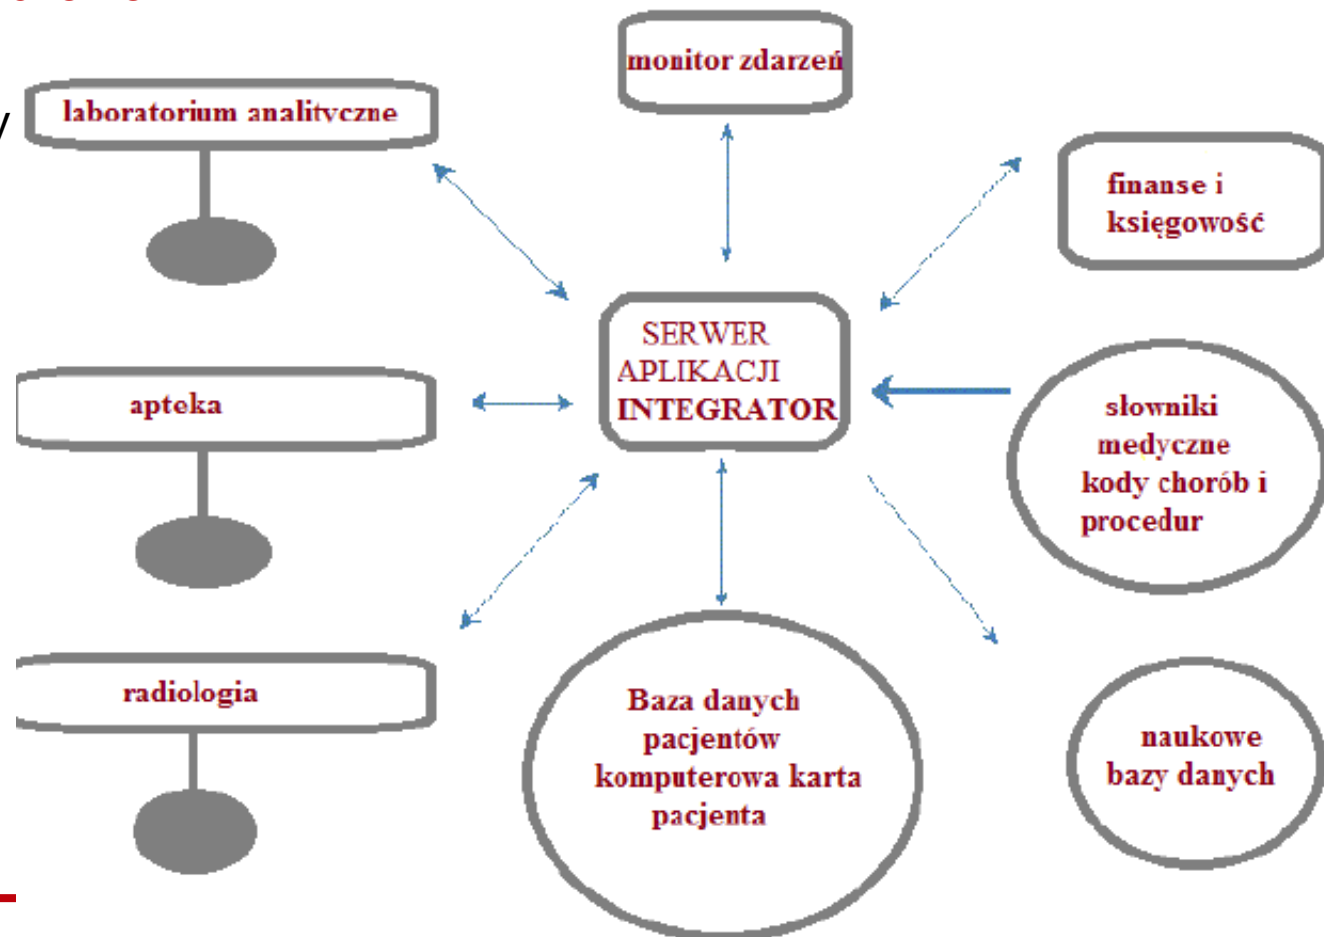 monitor zdarzeń
laboratorium analityczne
y
finanse i
księgowość
SERWER
APLIKACJI
INTEGRATOR
apteka
słowniki
medyczne
kody chorób i
procedur
radiologia
Baza danych
pacjentów
komputerowa karta
pacjenta
naukowe
bazy danych